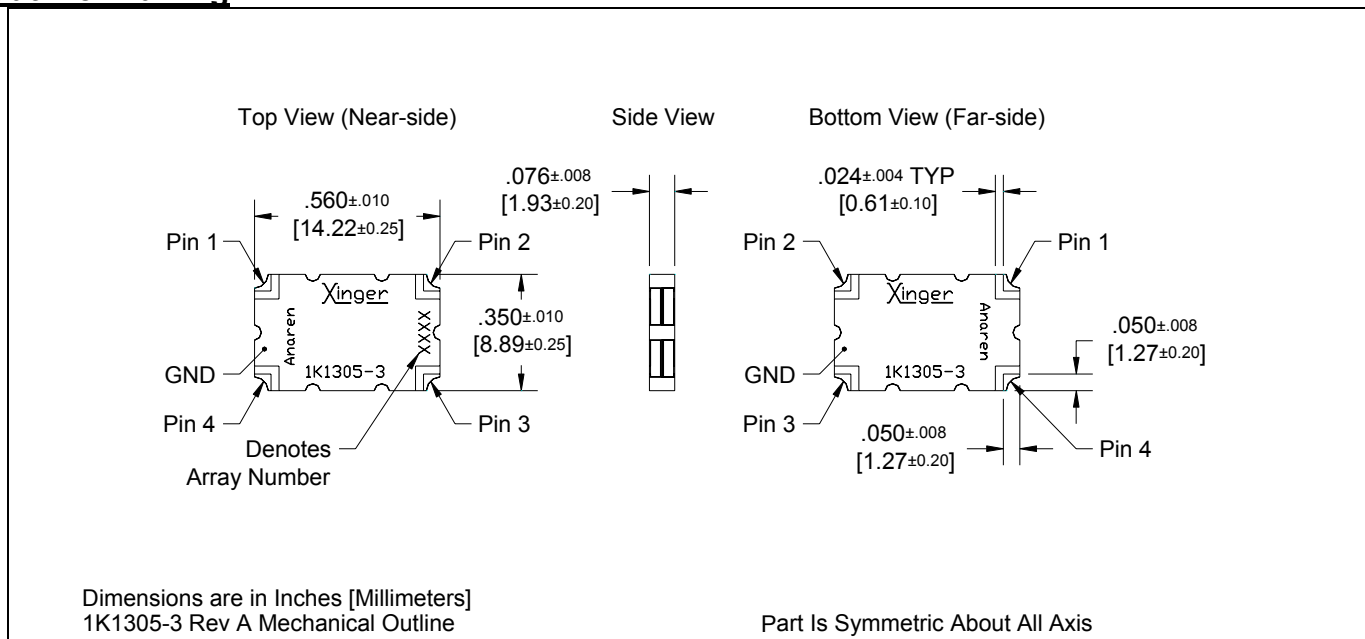 Top View (Near-side)
Side View
Bottom View (Far-side)
.560±.010
[14.22±0.25]
.076±.008
[1.93±0.20]
.024±.004 TYP
[0.61±0.10]
Pin 1
Pin 2
Pin 2
Pin 1
Xinger
Anaren
XXXX
1K1305-3
.350±.010
[8.89±0.25]
Xinger
Anaren
1K1305-3
.050±.008
[1.27±0.20]
GND
GND
Pin 4
Pin 3
Pin 3
Pin 4
Denotes
Array Number
.050±.008
[1.27±0.20]
Dimensions are in Inches [Millimeters]
1K1305-3 Rev A Mechanical Outline
Part Is Symmetric About All Axis